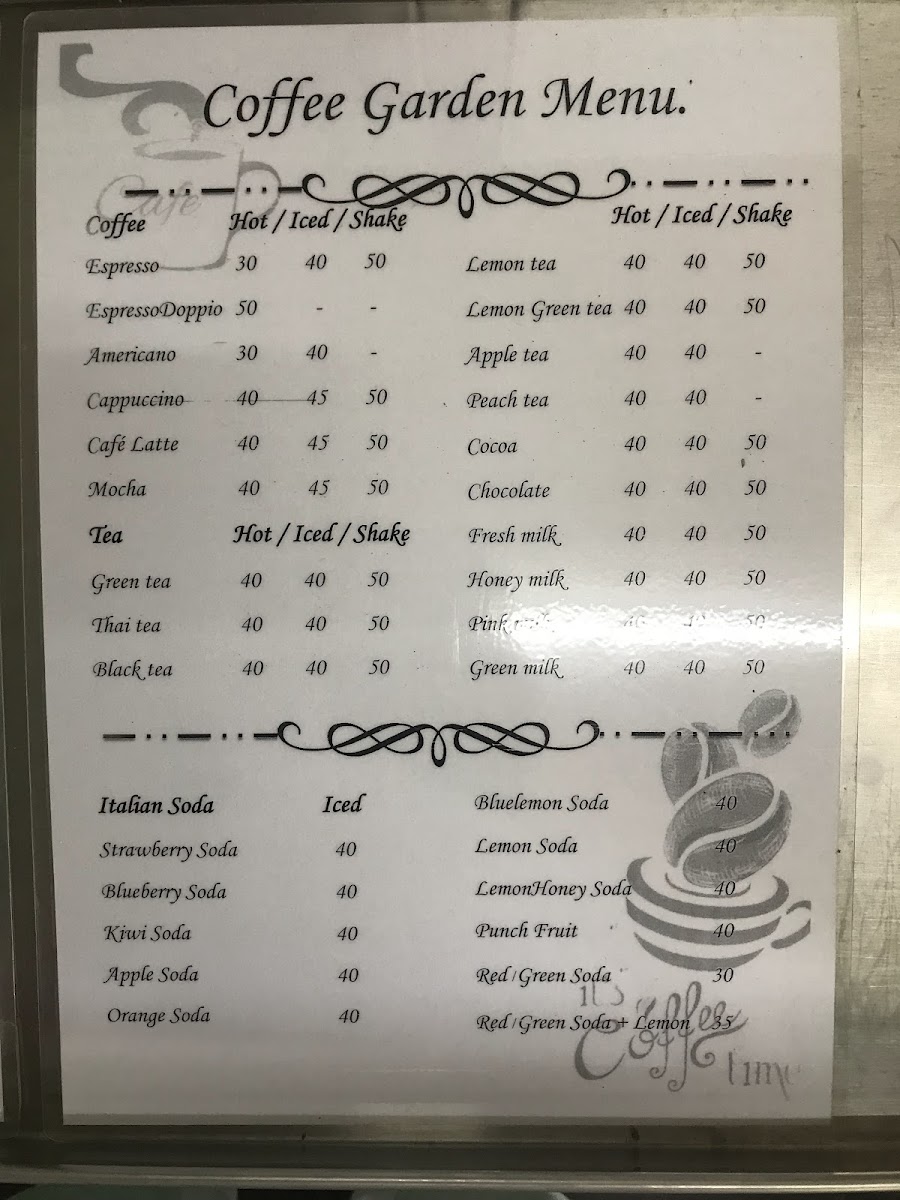 Coffee Garden Menu.
Cafe
Coffee Hot / Iced / Shake
Espresso 30 40 50
EspressoDoppio 50 - -
Americano 30 40 -
Cappuccino 40 45 50
Café Latte 40 45 50
Mocha 40 45 50
Tea Hot / Iced / Shake
Green tea 40 40 50
Thai tea 40 40 50
Black tea 40 40 50
Hot / Iced / Shake
Lemon tea 40 40 50
Lemon Green tea 40 40 50
Apple tea 40 40 -
Peach tea 40 40 -
Cocoa 40 40 50
Chocolate 40 40 50
Fresh milk 40 40 50
Honey milk 40 40 50
Pink 50
Green milk 40 40 50
Italian Soda Iced
Strawberry Soda 40
Blueberry Soda 40
Kiwi Soda 40
Apple Soda 40
Orange Soda 40
Bluelemon Soda 40
Lemon Soda 40
LemonHoney Soda 40
Punch Fruit 40
Red/Green Soda 30
Red/Green Soda + Lemon 35
it's
Coffee
time